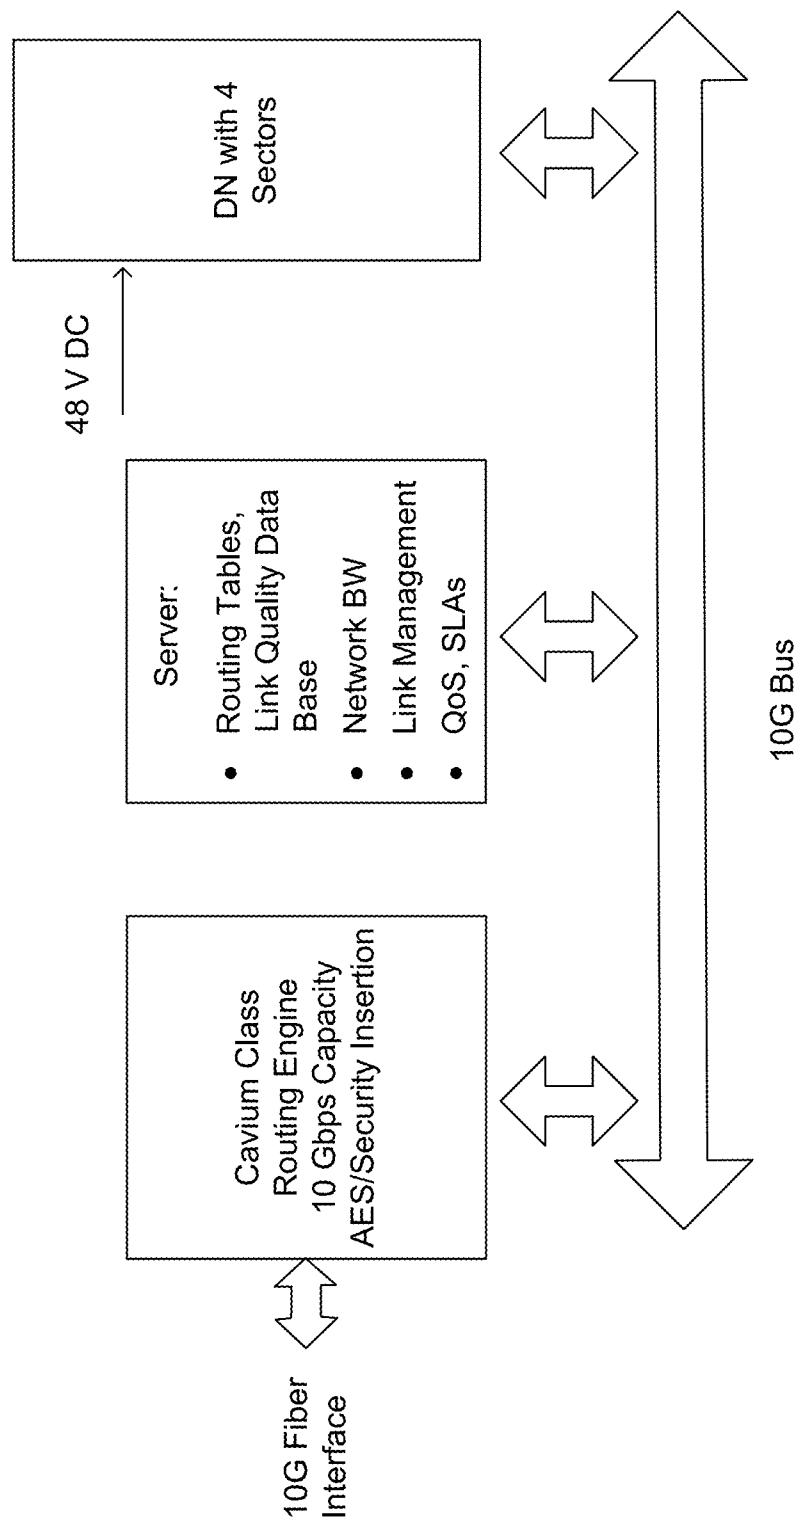 10G Fiber
Interface
Cavium Class
Routing Engine
10 Gbps Capacity
AES/Security Insertion
Server:
• Routing Tables,
Link Quality Data
Base
• Network BW
• Link Management
• QoS, SLAs
48 V DC
DN with 4
Sectors
10G Bus